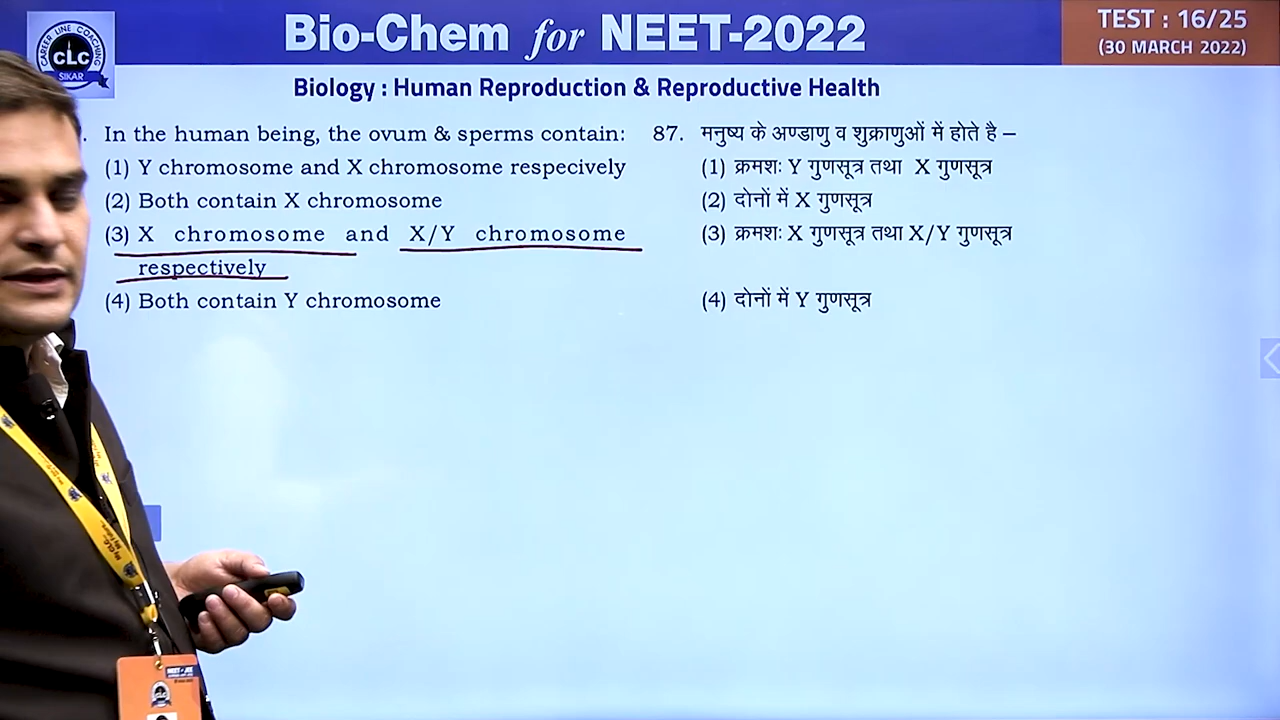 CAREER LINE COACHING
CLC
SIKAR
Bio-Chem for NEET-2022
TEST : 16/25
(30 MARCH 2022)
Biology : Human Reproduction & Reproductive Health
. In the human being, the ovum & sperms contain:
(1) Y chromosome and X chromosome respecively
(2) Both contain X chromosome
(3) X chromosome and X/Y chromosome
respectively
(4) Both contain Y chromosome
87. मनुष्य के अण्डाणु व शुक्राणुओं में होते है –
(1) क्रमशः Y गुणसूत्र तथा X गुणसूत्र
(2) दोनों में X गुणसूत्र
(3) क्रमशः X गुणसूत्र तथा X/Y गुणसूत्र
(4) दोनों में Y गुणसूत्र
CLC